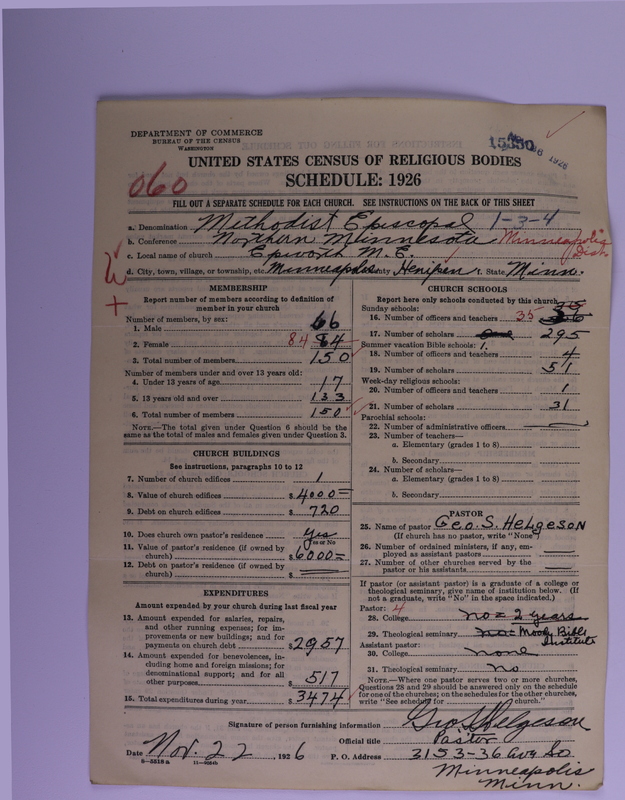 DEPARTMENT OF COMMERCE
BUREAU OF THE CENSUS
WASHINGTON
15350
1926
UNITED STATES CENSUS OF RELIGIOUS BODIES
060
SCHEDULE: 1926
FILL OUT A SEPARATE SCHEDULE FOR EACH CHURCH. SEE INSTRUCTIONS ON THE BACK OF THIS SHEET
a. Denomination Methodist Episcopal 1-3-4
b. Conference Northern Minnesota Minneapolis Dist.
c. Local name of church Epworth M.E.
d. City, town, village, or township, etc. Minneapolis County Henipen State Minn.
MEMBERSHIP
Report number of members according to definition of
member in your church
Number of members, by sex:
1. Male 66
2. Female 84 84
3. Total number of members 150
Number of members under and over 13 years old:
4. Under 13 years of age 17
5. 13 years old and over 133
6. Total number of members 150
NOTE.—The total given under Question 6 should be the
same as the total of males and females given under Question 3.
CHURCH BUILDINGS
See instructions, paragraphs 10 to 12
7. Number of church edifices 1
8. Value of church edifices $4000=
9. Debt on church edifices $720
10. Does church own pastor's residence yes
Yes or No
11. Value of pastor's residence (if owned by
church) $6000=
12. Debt on pastor's residence (if owned by
church) $
EXPENDITURES
Amount expended by your church during last fiscal year
13. Amount expended for salaries, repairs,
and other running expenses; for im-
provements or new buildings; and for
payments on church debt $2957
14. Amount expended for benevolences, in-
cluding home and foreign missions; for
denominational support; and for all
other purposes $517
15. Total expenditures during year $3474
CHURCH SCHOOLS
Report here only schools conducted by this church
Sunday schools:
16. Number of officers and teachers 35
17. Number of scholars 295
Summer vacation Bible schools: 1.
18. Number of officers and teachers 4
19. Number of scholars 51
Week-day religious schools:
20. Number of officers and teachers 1
21. Number of scholars 31
Parochial schools:
22. Number of administrative officers
23. Number of teachers—
a. Elementary (grades 1 to 8)
b. Secondary
24. Number of scholars—
a. Elementary (grades 1 to 8)
b. Secondary
PASTOR
25. Name of pastor Geo. S. Helgeson
(If church has no pastor, write "None")
26. Number of ordained ministers, if any, em-
ployed as assistant pastors
27. Number of other churches served by the
pastor or his assistants
If pastor (or assistant pastor) is a graduate of a college or
theological seminary, give name of institution below. (If
not a graduate, write "No" in the space indicated.)
Pastor: 4
28. College no = 2 years
29. Theological seminary no = Moody Bible Institute
Assistant pastor:
30. College none
31. Theological seminary no
NOTE.—Where one pastor serves two or more churches,
Questions 28 and 29 should be answered only on the schedule
for one of the churches; on the schedules for the other churches,
write "See schedule for church."
Signature of person furnishing information Geo S Helgeson
Official title Pastor
Date Nov. 22, 1926 P. O. Address 3153-36 Ave So
Minneapolis
Minn.